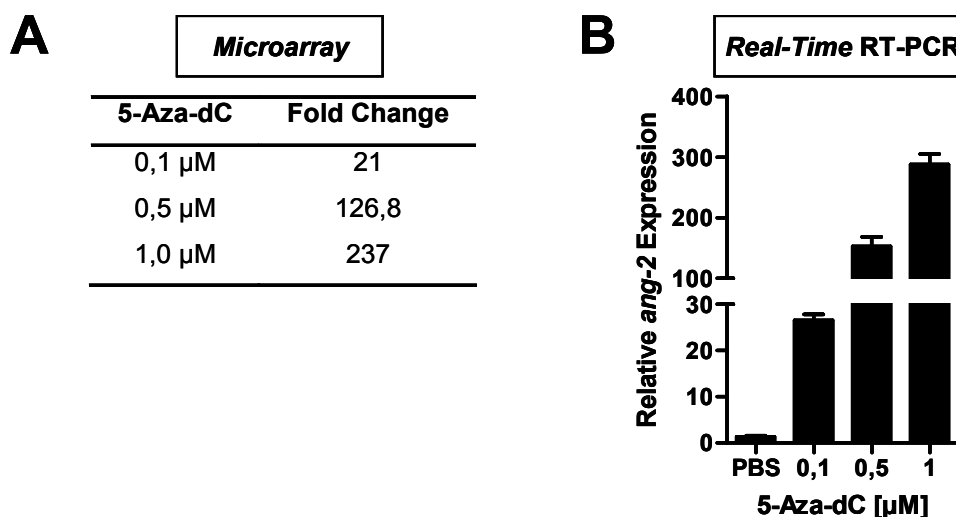 A
Microarray
5-Aza-dC Fold Change
0,1 µM 21
0,5 µM 126,8
1,0 µM 237
B
Real-Time RT-PCR
Relative ang-2 Expression
400
300
200
100
30
20
10
0
PBS 0,1 0,5 1
5-Aza-dC [µM]